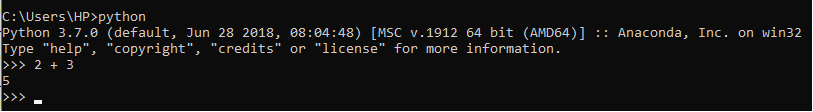 C:\Users\HP>python
Python 3.7.0 (default, Jun 28 2018, 08:04:48) [MSC v.1912 64 bit (AMD64)] :: Anaconda, Inc. on win32
Type "help", "copyright", "credits" or "license" for more information.
>>> 2 + 3
5
>>> _